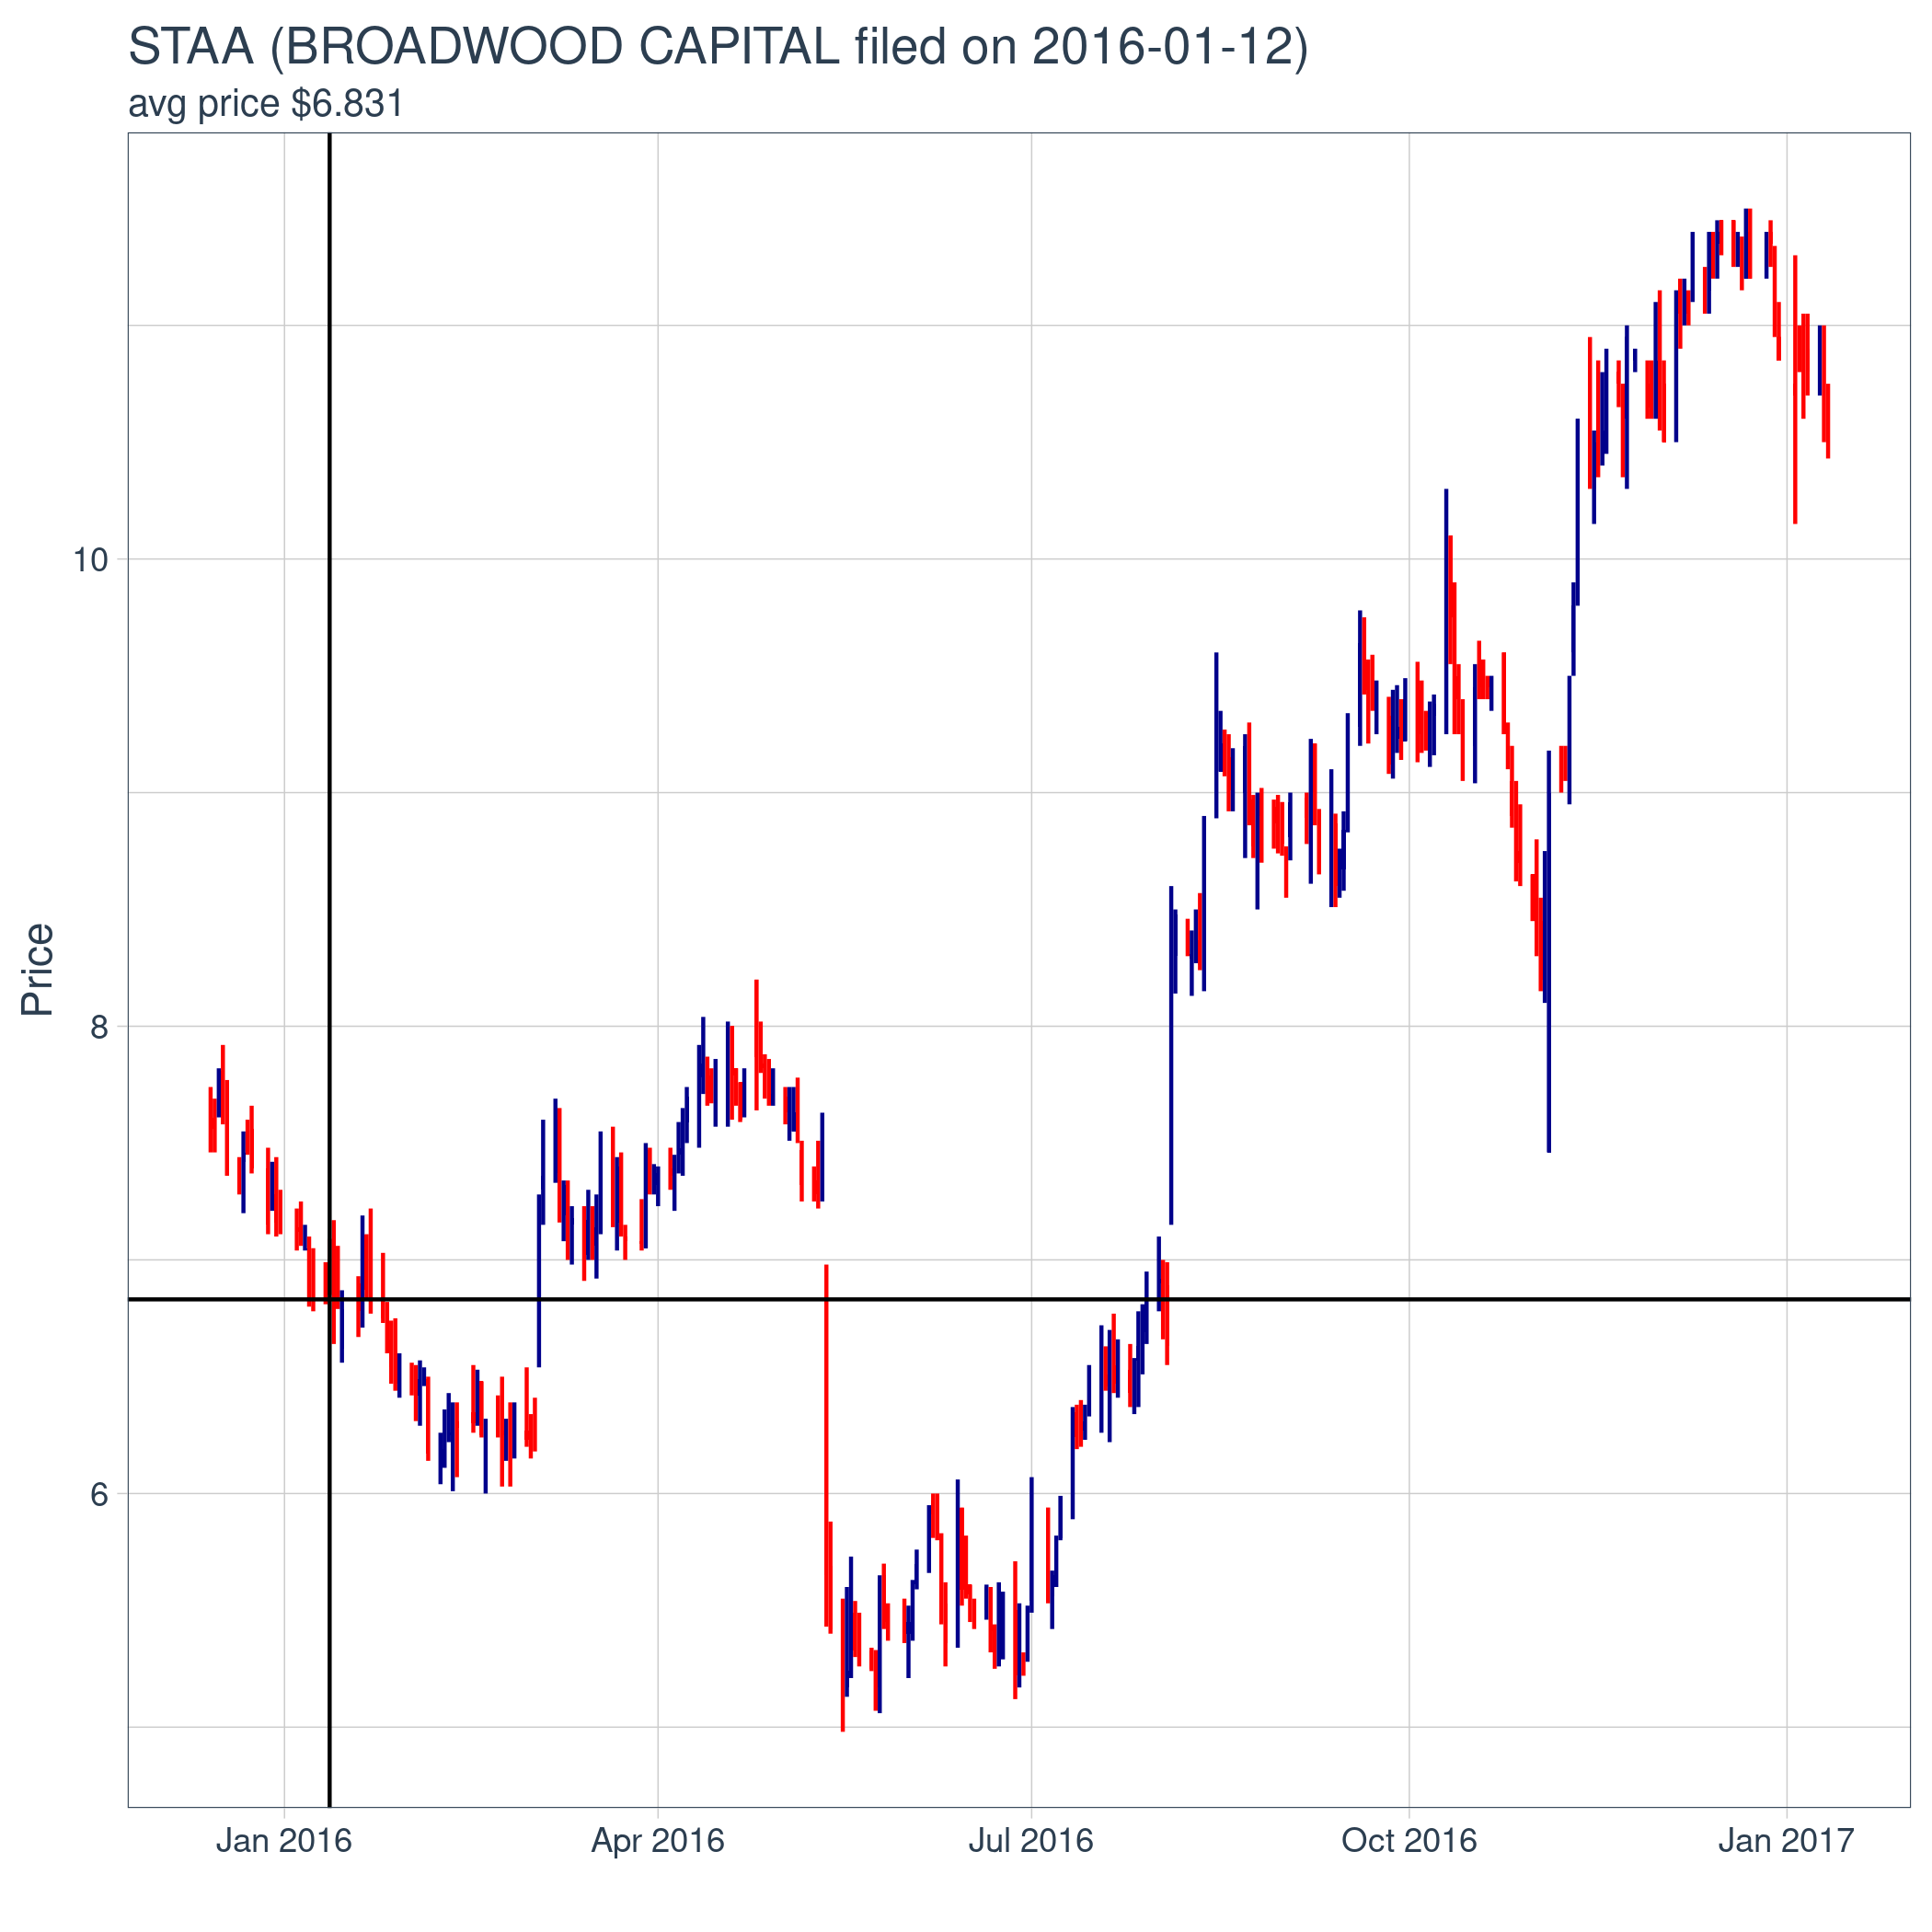 STAA (BROADWOOD CAPITAL filed on 2016-01-12)
avg price $6.831
Price
10
8
6
Jan 2016
Apr 2016
Jul 2016
Oct 2016
Jan 2017